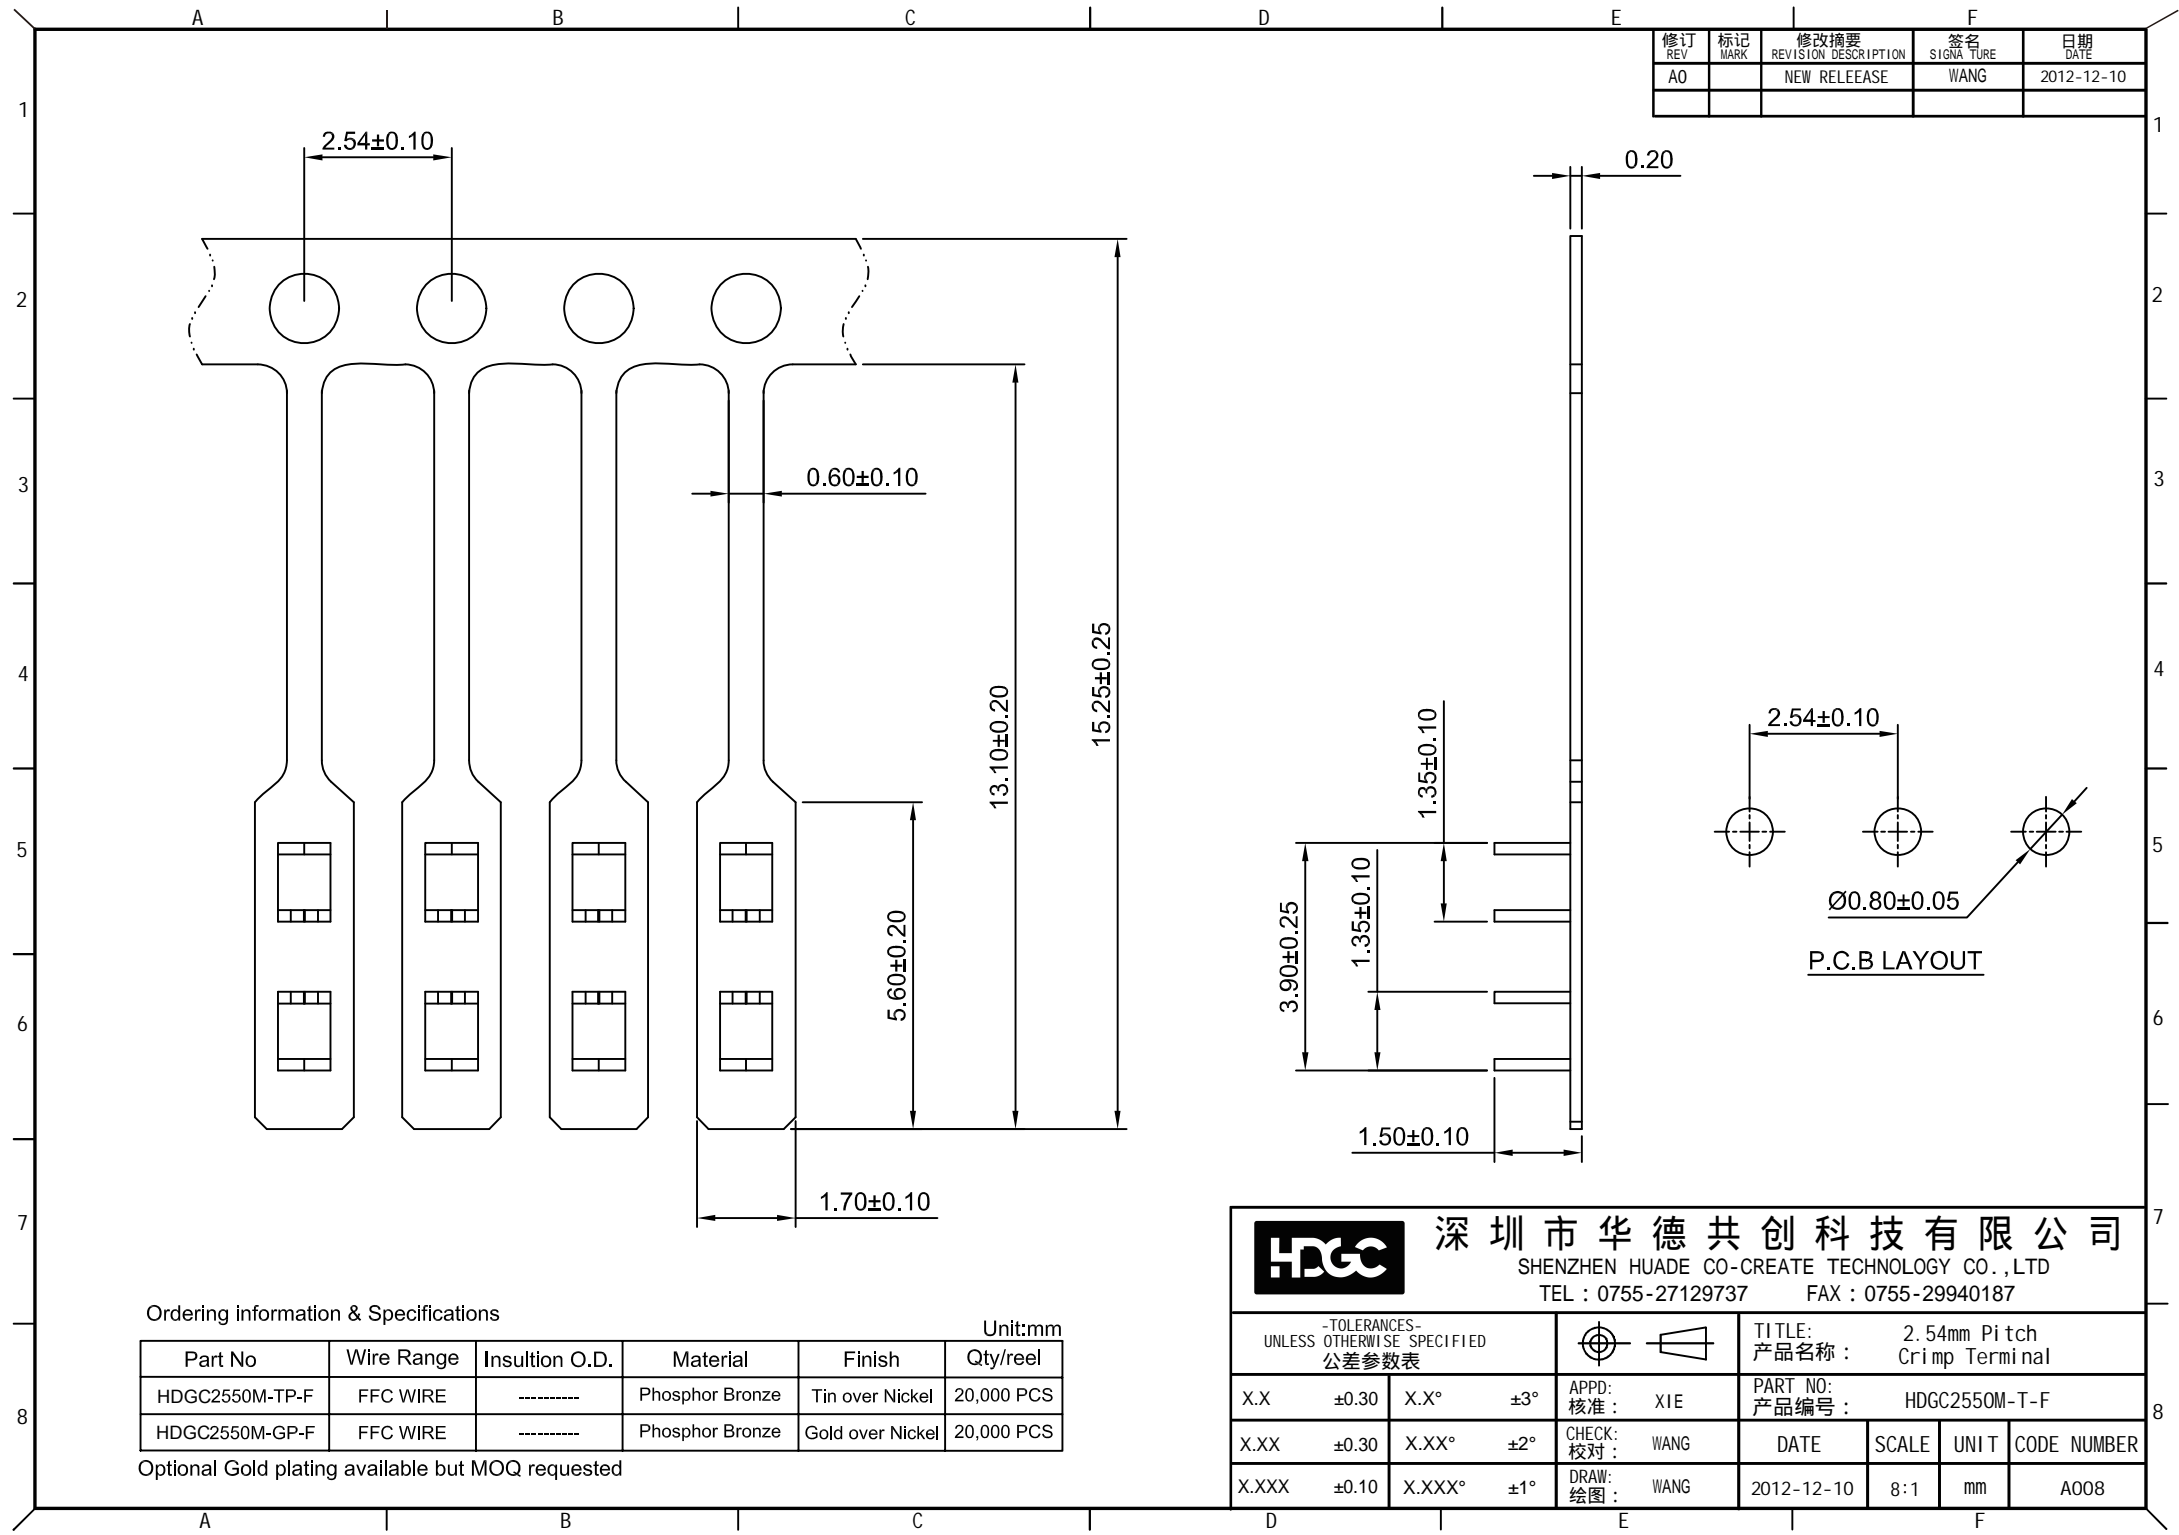 A B C D E F
修订 标记 修改摘要 签名 日期
REV MARK REVISION DESCRIPTION SIGNA TURE DATE
A0 NEW RELEEASE WANG 2012-12-10
1 1
2 2
3 3
4 4
5 5
6 6
7 7
8 8
2.54±0.10
0.20
0.60±0.10
15.25±0.25
13.10±0.20
5.60±0.20
1.70±0.10
1.35±0.10
1.35±0.10
3.90±0.25
1.50±0.10
2.54±0.10
Ø0.80±0.05
P.C.B LAYOUT
Ordering information & Specifications
Unit:mm
Part No Wire Range Insultion O.D. Material Finish Qty/reel
HDGC2550M-TP-F FFC WIRE ---------- Phosphor Bronze Tin over Nickel 20,000 PCS
HDGC2550M-GP-F FFC WIRE ---------- Phosphor Bronze Gold over Nickel 20,000 PCS
Optional Gold plating available but MOQ requested
HDGC
深圳市华德共创科技有限公司
SHENZHEN HUADE CO-CREATE TECHNOLOGY CO.,LTD
TEL：0755-27129737 FAX：0755-29940187
-TOLERANCES-
UNLESS OTHERWISE SPECIFIED
公差参数表
TITLE: 2.54mm Pitch
产品名称： Crimp Terminal
X.X ±0.30 X.X° ±3°
APPD:
核准： XIE
PART NO:
产品编号： HDGC2550M-T-F
X.XX ±0.30 X.XX° ±2°
CHECK:
校对： WANG
DATE SCALE UNIT CODE NUMBER
X.XXX ±0.10 X.XXX° ±1°
DRAW:
绘图： WANG
2012-12-10 8:1 mm A008
A B C D E F